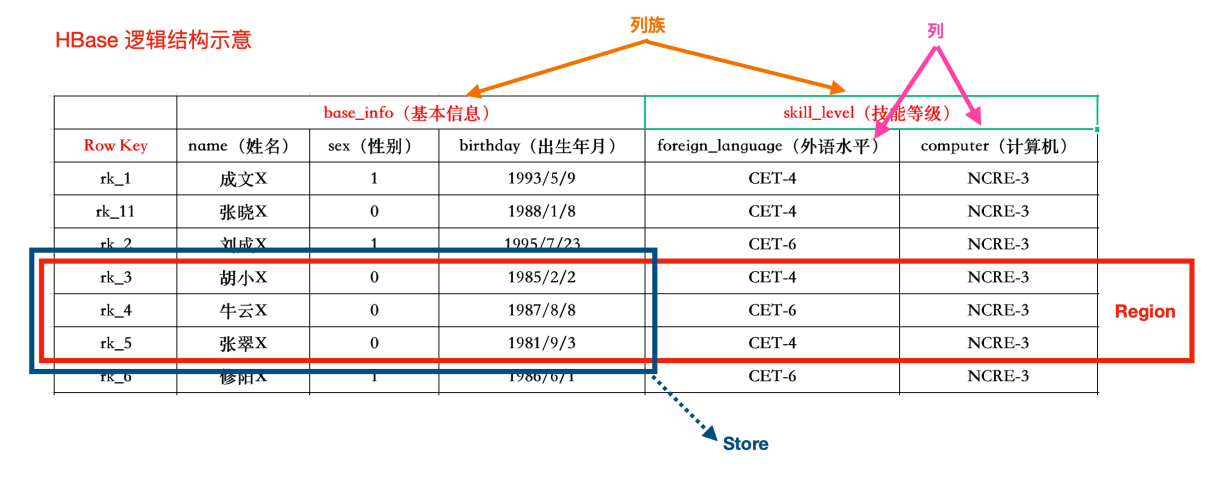 列族
列
HBase 逻辑结构示意
base_info（基本信息） skill_level（技能等级）
Row Key name（姓名） sex（性别） birthday（出生年月） foreign_language（外语水平） computer（计算机）
rk_1 成文X 1 1993/5/9 CET-4 NCRE-3
rk_11 张晓X 0 1988/1/8 CET-4 NCRE-3
rk_2 刘成X 1 1995/7/23 CET-6 NCRE-3
rk_3 胡小X 0 1985/2/2 CET-4 NCRE-3
rk_4 牛云X 0 1987/8/8 CET-6 NCRE-3
Region
rk_5 张翠X 0 1981/9/3 CET-4 NCRE-3
rk_6 修阳X 1 1986/6/1 CET-6 NCRE-3
Store